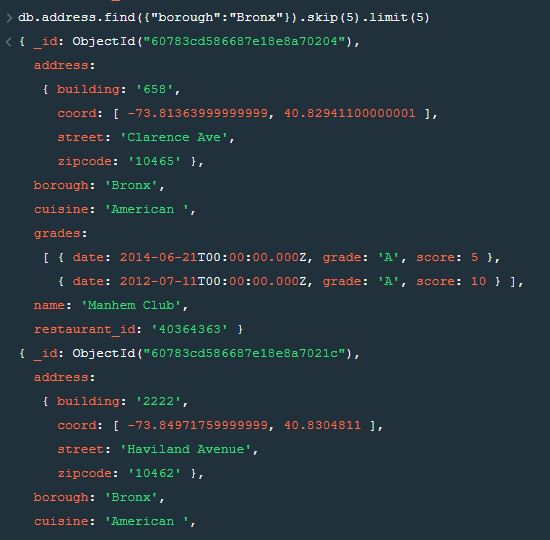 > db.address.find({"borough":"Bronx"}).skip(5).limit(5)
< { _id: ObjectId("60783cd586687e18e8a70204"),
address:
{ building: '658',
coord: [ -73.81363999999999, 40.82941100000001 ],
street: 'Clarence Ave',
zipcode: '10465' },
borough: 'Bronx',
cuisine: 'American ',
grades:
[ { date: 2014-06-21T00:00:00.000Z, grade: 'A', score: 5 },
{ date: 2012-07-11T00:00:00.000Z, grade: 'A', score: 10 } ],
name: 'Manhem Club',
restaurant_id: '40364363' }
{ _id: ObjectId("60783cd586687e18e8a7021c"),
address:
{ building: '2222',
coord: [ -73.84971759999999, 40.8304811 ],
street: 'Haviland Avenue',
zipcode: '10462' },
borough: 'Bronx',
cuisine: 'American ',